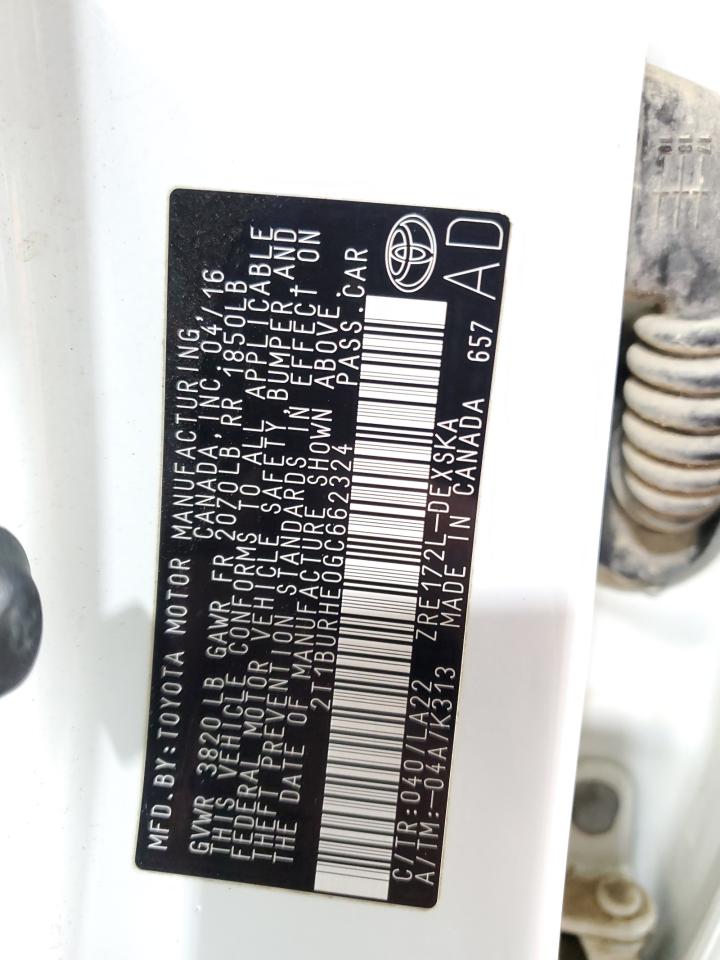 MFD.BY:TOYOTA MOTOR MANUFACTURING,
CANADA, INC. 04/16
GVWR 3820 LB GAWR FR 2070LB RR 1850LB
THIS VEHICLE CONFORMS TO ALL APPLICABLE
FEDERAL MOTOR VEHICLE SAFETY, BUMPER, AND
THEFT PREVENTION STANDARDS IN EFFECT ON
THE DATE OF MANUFACTURE SHOWN ABOVE.
2T1BURHE0GC662324 PASS.CAR
C/TR:040/LA22 ZRE172L-DEXSKA
A/TM:-04A/K313 MADE IN CANADA 657 AD